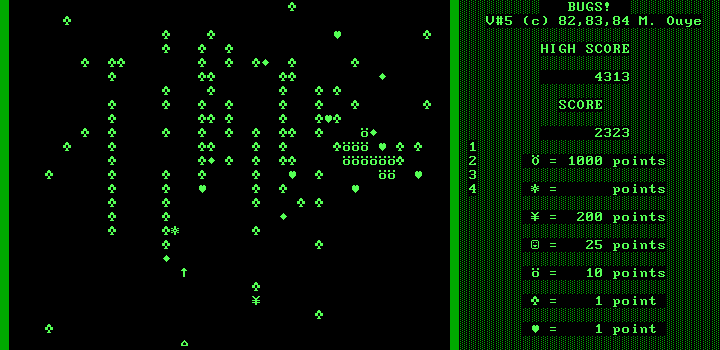 BUGS!
V#5 (c) 82,83,84 M. Ouye
HIGH SCORE
4313
SCORE
2323
1
2
3
4
ö = 1000 points
* = points
¥ = 200 points
☺ = 25 points
ö = 10 points
♣ = 1 point
♥ = 1 point